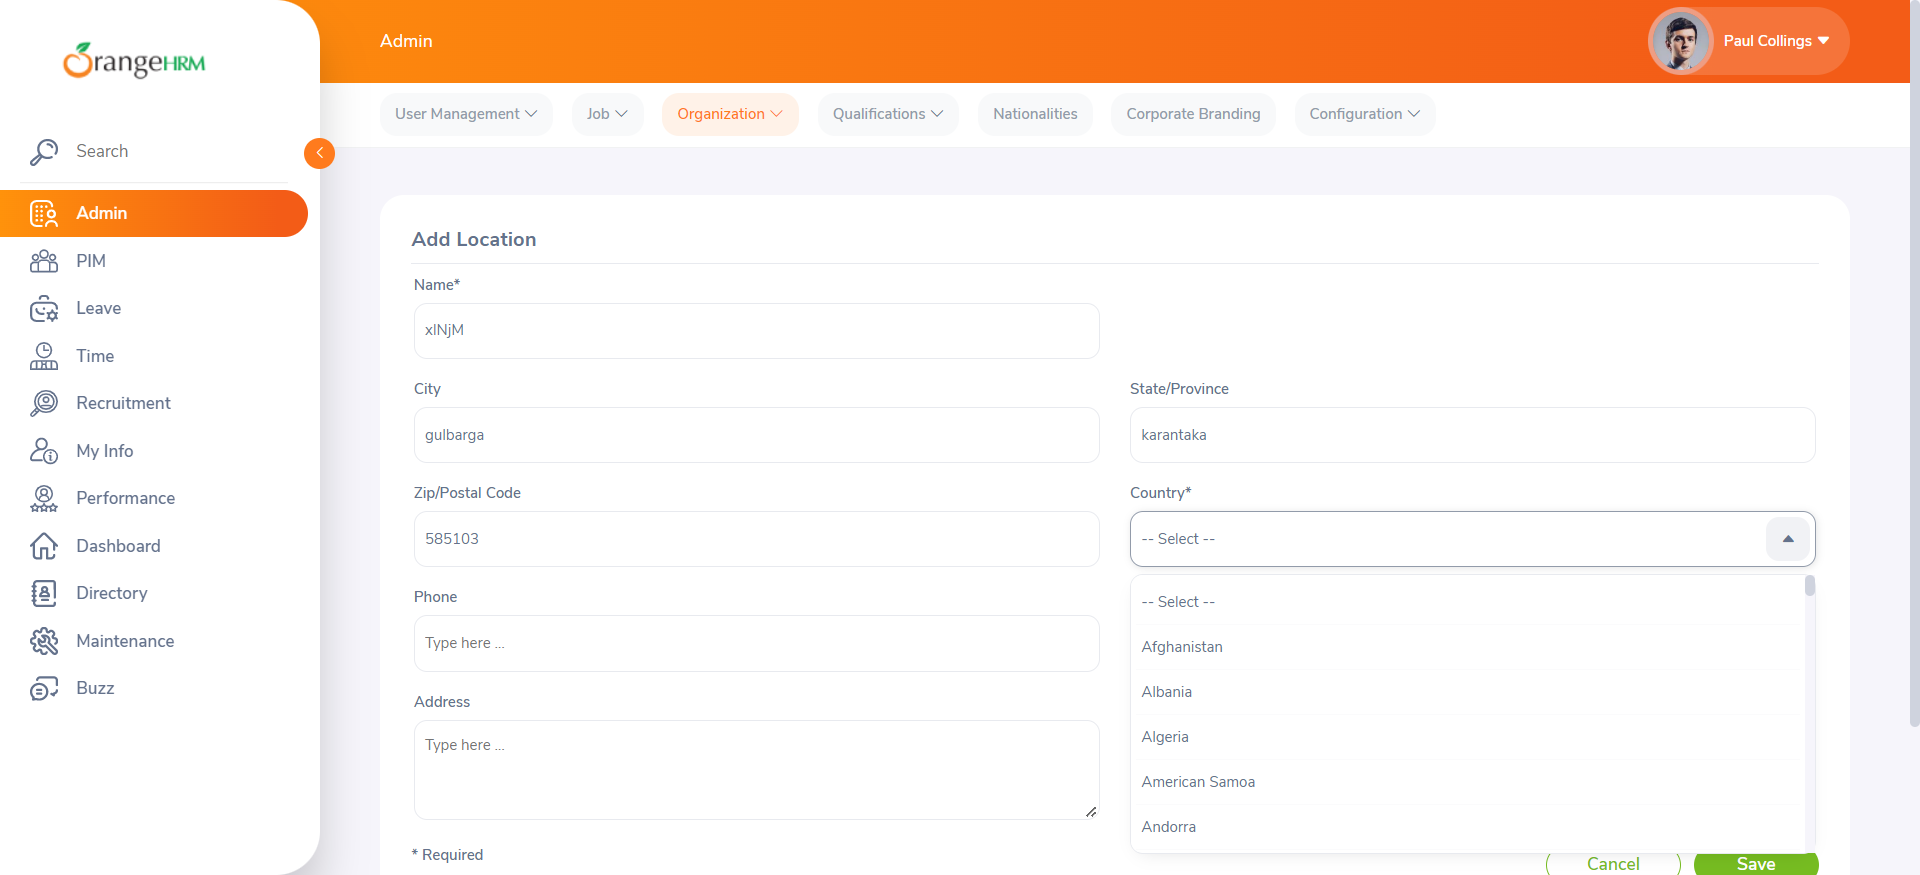 OrangeHRM
Admin
Paul Collings
User Management
Job
Organization
Qualifications
Nationalities
Corporate Branding
Configuration
Search
Admin
PIM
Leave
Time
Recruitment
My Info
Performance
Dashboard
Directory
Maintenance
Buzz
Add Location
Name*
xlNjM
City
State/Province
gulbarga
karantaka
Zip/Postal Code
Country*
585103
-- Select --
Phone
-- Select --
Type here ...
Afghanistan
Albania
Address
Algeria
Type here ...
American Samoa
Andorra
* Required
Cancel
Save